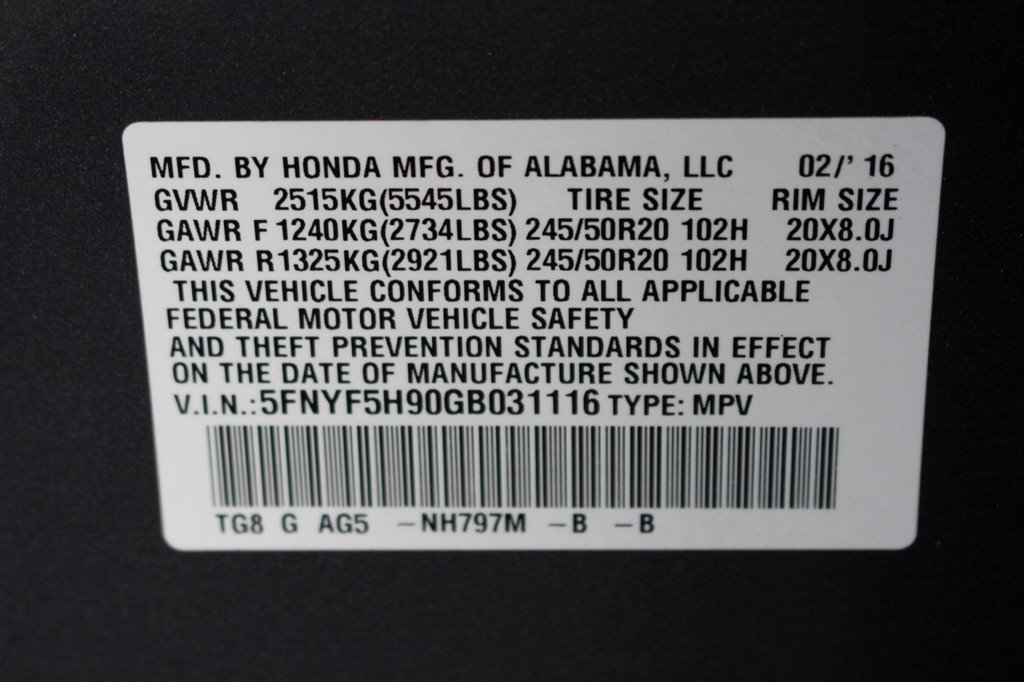 MFD. BY HONDA MFG. OF ALABAMA, LLC 02/' 16
GVWR 2515KG(5545LBS) TIRE SIZE RIM SIZE
GAWR F 1240KG(2734LBS) 245/50R20 102H 20X8.0J
GAWR R 1325KG(2921LBS) 245/50R20 102H 20X8.0J
THIS VEHICLE CONFORMS TO ALL APPLICABLE
FEDERAL MOTOR VEHICLE SAFETY
AND THEFT PREVENTION STANDARDS IN EFFECT
ON THE DATE OF MANUFACTURE SHOWN ABOVE.
V.I.N.: 5FNYF5H90GB031116 TYPE: MPV
TG8 G AG5 -NH797M -B -B